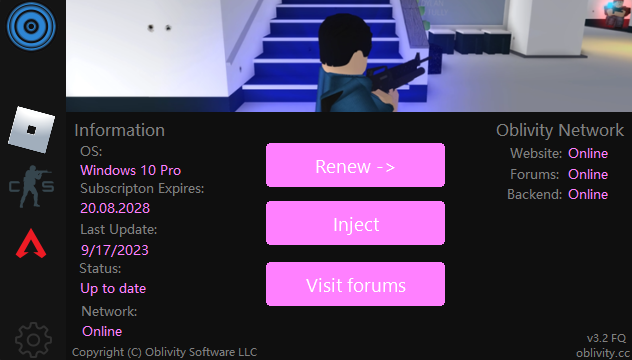 Information
OS:
Windows 10 Pro
Subscripton Expires:
20.08.2028
Last Update:
9/17/2023
Status:
Up to date
Network:
Online
Copyright (C) Oblivity Software LLC
Renew ->
Inject
Visit forums
Oblivity Network
Website: Online
Forums: Online
Backend: Online
v3.2 FQ
oblivity.cc
CS